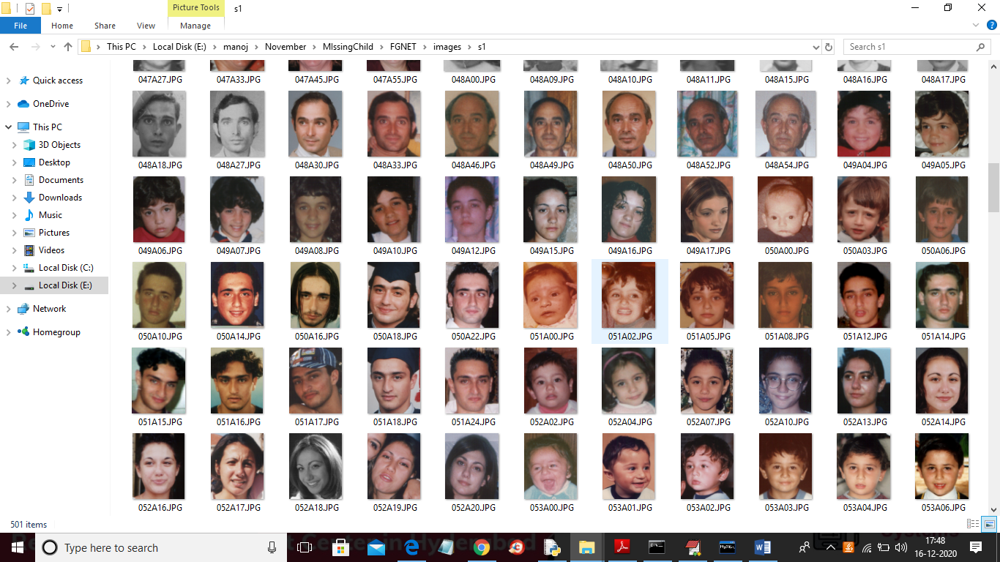 Picture Tools
s1
File
Home
Share
View
Manage
This PC
Local Disk (E:)
manoj
November
MIssingChild
FGNET
images
s1
Search s1
Quick access
OneDrive
This PC
3D Objects
Desktop
Documents
Downloads
Music
Pictures
Videos
Local Disk (C:)
Local Disk (E:)
Network
Homegroup
047A27.JPG 047A33.JPG 047A45.JPG 047A55.JPG 048A00.JPG 048A09.JPG 048A10.JPG 048A11.JPG 048A15.JPG 048A16.JPG 048A17.JPG
048A18.JPG 048A27.JPG 048A30.JPG 048A33.JPG 048A46.JPG 048A49.JPG 048A50.JPG 048A52.JPG 048A54.JPG 049A04.JPG 049A05.JPG
049A06.JPG 049A07.JPG 049A08.JPG 049A10.JPG 049A12.JPG 049A15.JPG 049A16.JPG 049A17.JPG 050A00.JPG 050A03.JPG 050A06.JPG
050A10.JPG 050A14.JPG 050A16.JPG 050A18.JPG 050A22.JPG 051A00.JPG 051A02.JPG 051A05.JPG 051A08.JPG 051A12.JPG 051A14.JPG
051A15.JPG 051A16.JPG 051A17.JPG 051A18.JPG 051A24.JPG 052A02.JPG 052A04.JPG 052A07.JPG 052A10.JPG 052A13.JPG 052A14.JPG
052A16.JPG 052A17.JPG 052A18.JPG 052A19.JPG 052A20.JPG 053A00.JPG 053A01.JPG 053A02.JPG 053A03.JPG 053A04.JPG 053A06.JPG
501 items
Type here to search
17:48
16-12-2020